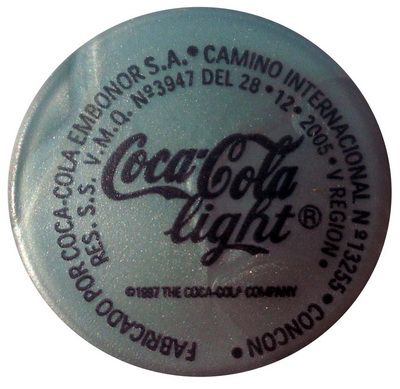 FABRICADO POR COCA-COLA EMBONOR S.A. • CAMINO INTERNACIONAL Nº 13255 • CONCON •
RES. S.S. V.M.Q. Nº3947 DEL 28 • 12 • 2005 • V REGION •
Coca-Cola
light®
©1997 THE COCA-COLA COMPANY